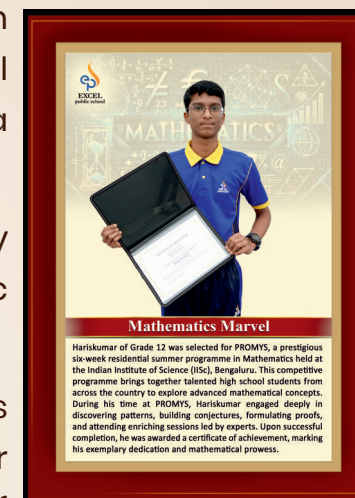 EXCEL
public school
MATHEMATICS
Mathematics Marvel
Hariskumar of Grade 12 was selected for PROMYS, a prestigious
six-week residential summer programme in Mathematics held at
the Indian Institute of Science (IISc), Bengaluru. This competitive
programme brings together talented high school students from
across the country to explore advanced mathematical concepts.
During his time at PROMYS, Hariskumar engaged deeply in
discovering patterns, building conjectures, formulating proofs,
and attending enriching sessions led by experts. Upon successful
completion, he was awarded a certificate of achievement, marking
his exemplary dedication and mathematical prowess.